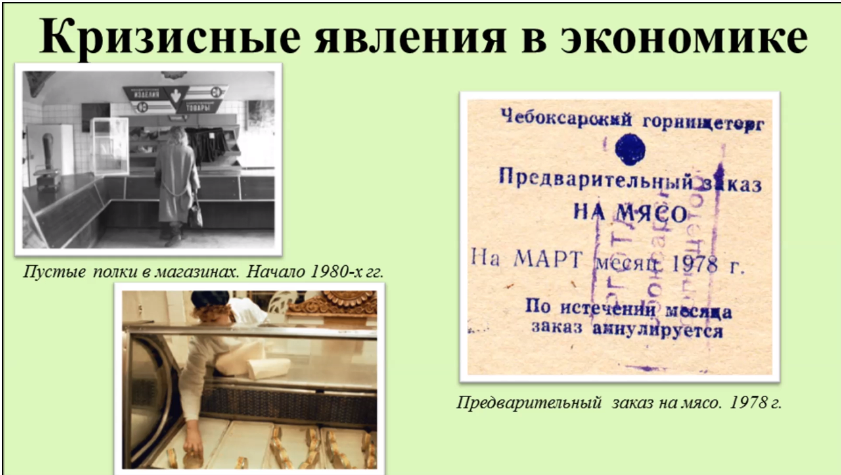 Кризисные явления в экономике
ИЗДЕЛИЯ
ТОВАРЫ
Пустые полки в магазинах. Начало 1980-х гг.
Чебоксарский горпищеторг
Предварительный заказ
НА МЯСО
На МАРТ месяц 1978 г.
По истечении месяца
заказ аннулируется
Предварительный заказ на мясо. 1978 г.